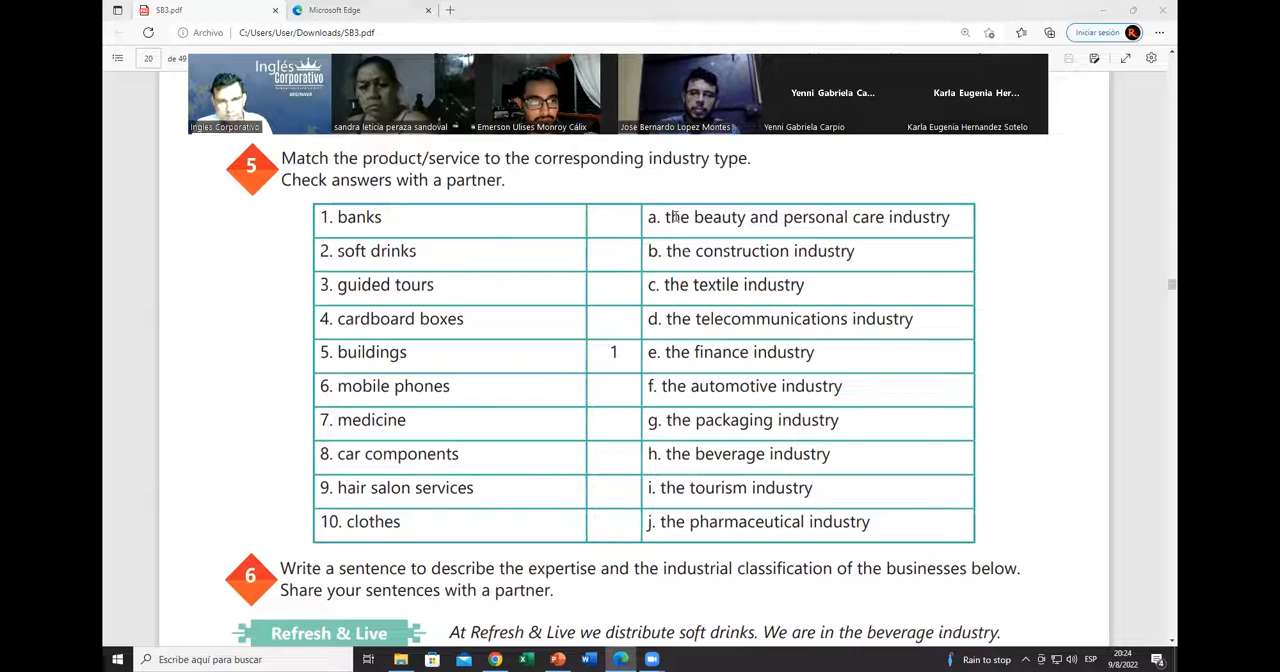 SB3.pdf
Microsoft Edge
Archivo
C:/Users/User/Downloads/SB3.pdf
Iniciar sesión
R
20
de 49
Inglés
Corporativo
BEGINNER
Ingles Corporativo
sandra leticia peraza sandoval
Emerson Ulises Monroy Cálix
Jose Bernardo Lopez Montes
Yenni Gabriela Ca...
Yenni Gabriela Carpio
Karla Eugenia Her...
Karla Eugenia Hernandez Sotelo
5
Match the product/service to the corresponding industry type.
Check answers with a partner.
1. banks
a. the beauty and personal care industry
2. soft drinks
b. the construction industry
3. guided tours
c. the textile industry
4. cardboard boxes
d. the telecommunications industry
5. buildings
1
e. the finance industry
6. mobile phones
f. the automotive industry
7. medicine
g. the packaging industry
8. car components
h. the beverage industry
9. hair salon services
i. the tourism industry
10. clothes
j. the pharmaceutical industry
6
Write a sentence to describe the expertise and the industrial classification of the businesses below.
Share your sentences with a partner.
Refresh & Live
At Refresh & Live we distribute soft drinks. We are in the beverage industry.
Escribe aquí para buscar
Rain to stop
ESP
20:24
9/8/2022